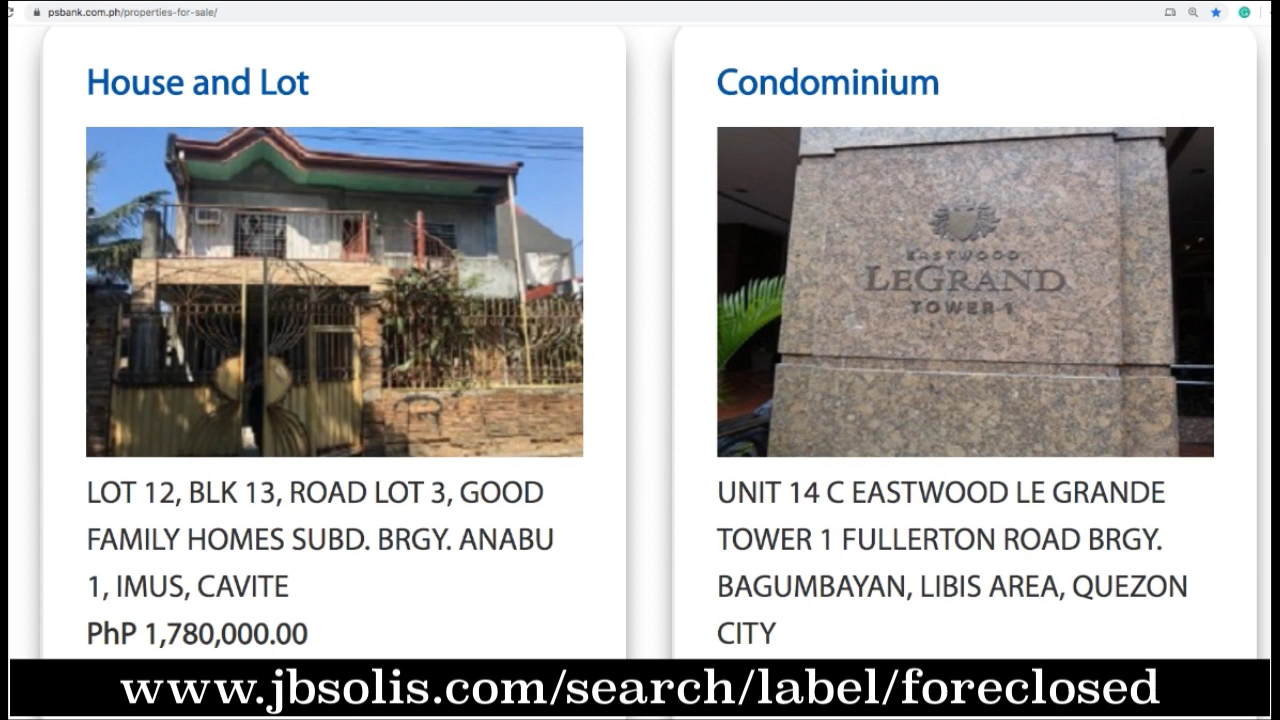 psbank.com.ph/properties-for-sale/
House and Lot
LOT 12, BLK 13, ROAD LOT 3, GOOD
FAMILY HOMES SUBD. BRGY. ANABU
1, IMUS, CAVITE
PhP 1,780,000.00
Condominium
EASTWOOD
LEGRAND
TOWER 1
UNIT 14 C EASTWOOD LE GRANDE
TOWER 1 FULLERTON ROAD BRGY.
BAGUMBAYAN, LIBIS AREA, QUEZON
CITY
www.jbsolis.com/search/label/foreclosed